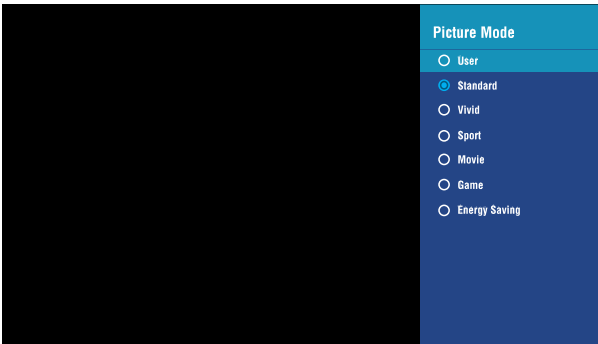 Picture Mode
User
Standard
Vivid
Sport
Movie
Game
Energy Saving